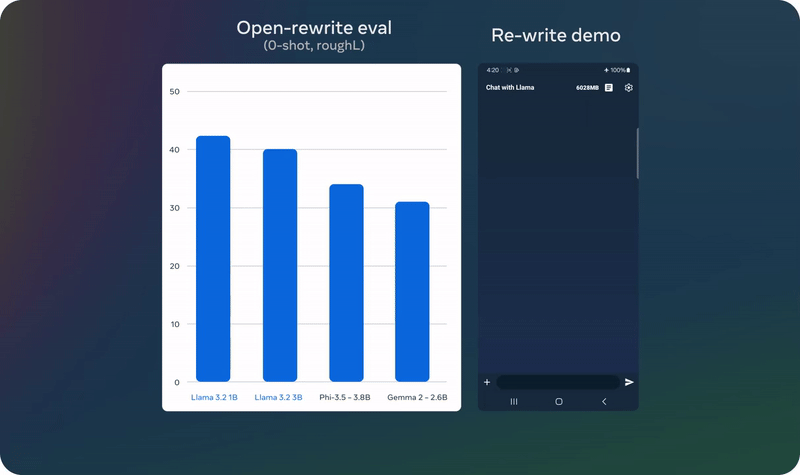 Open-rewrite eval
(0-shot, roughL)
50
40
30
20
10
0
Llama 3.2 1B
Llama 3.2 3B
Phi-3.5 - 3.8B
Gemma 2 - 2.6B
Re-write demo
4:20
100%
Chat with Llama
6028MB